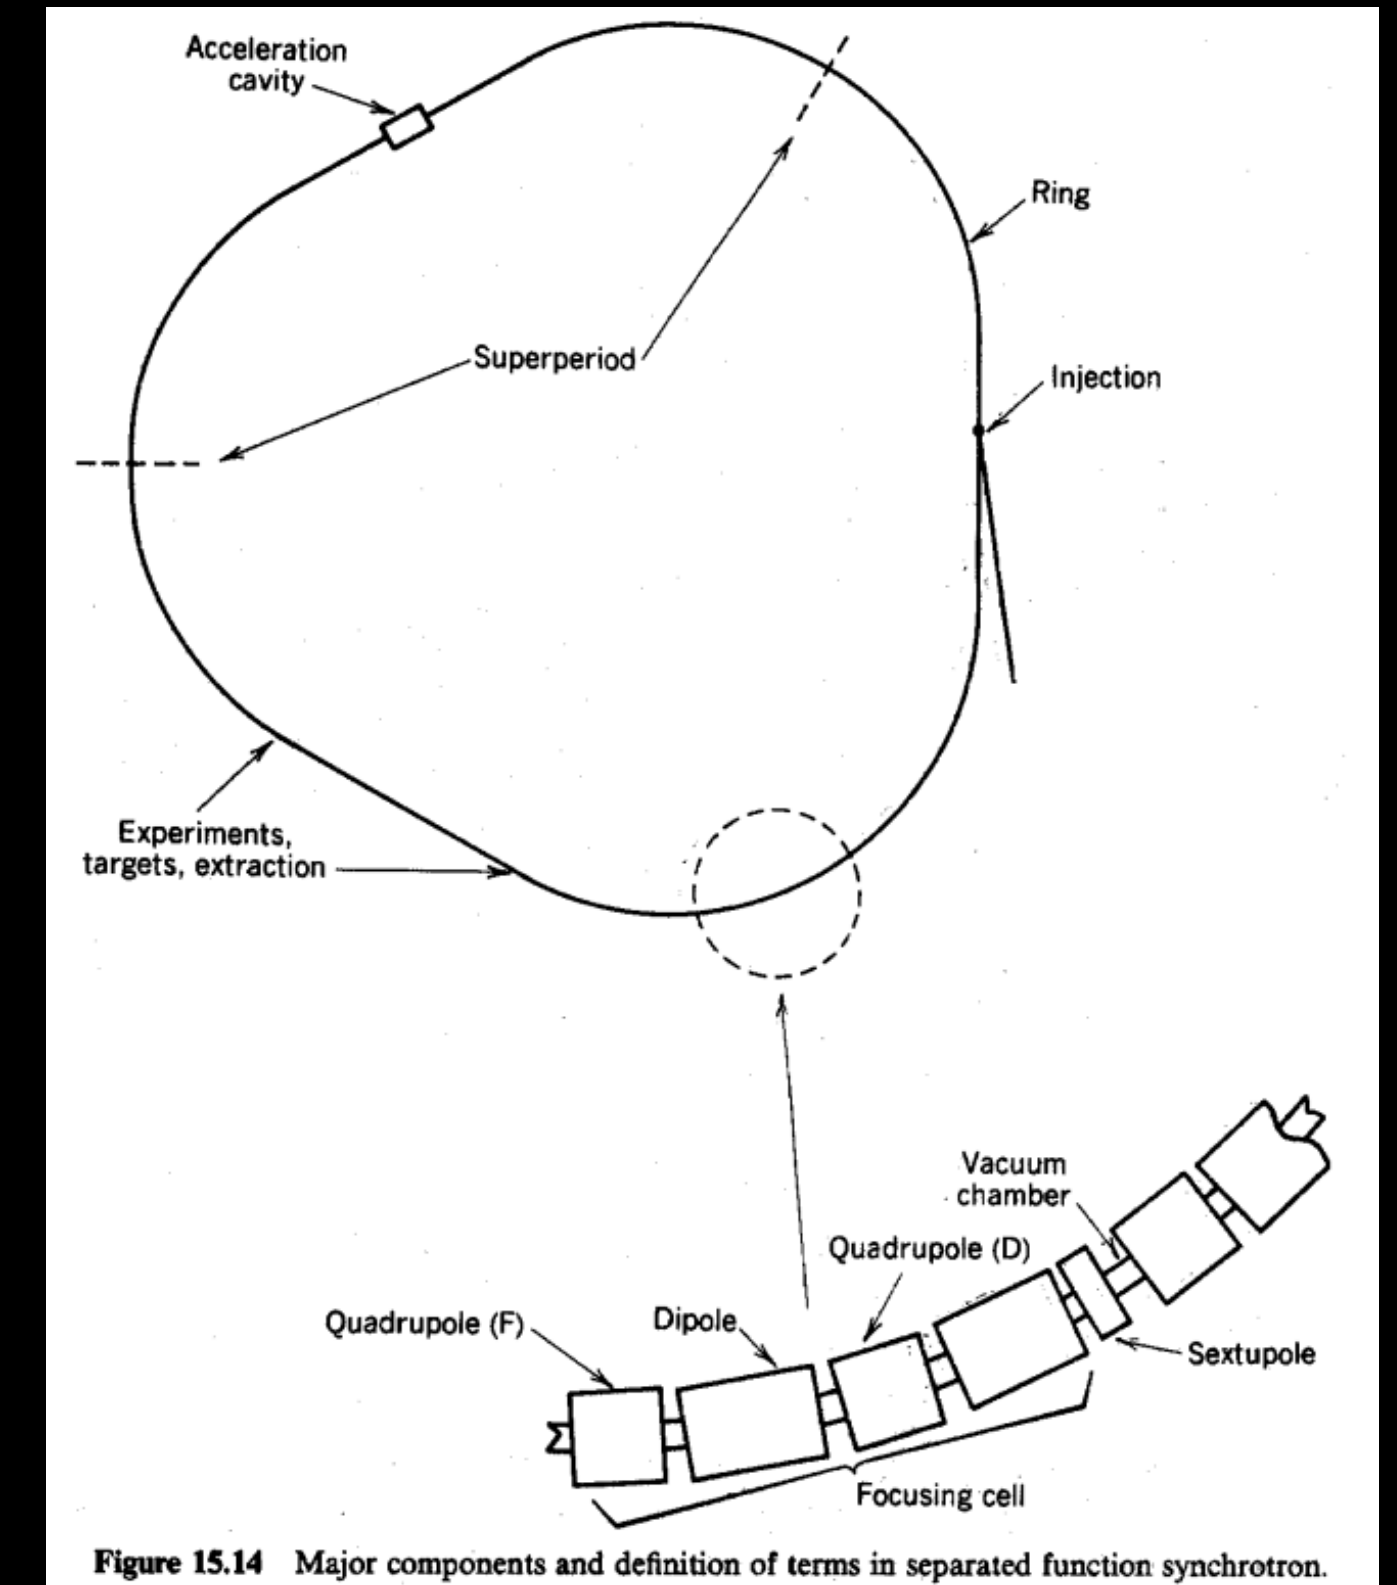 Acceleration
cavity
Ring
Superperiod
Injection
Experiments,
targets, extraction
Vacuum
chamber
Quadrupole (D)
Quadrupole (F)
Dipole
Sextupole
Focusing cell
Figure 15.14 Major components and definition of terms in separated function synchrotron.